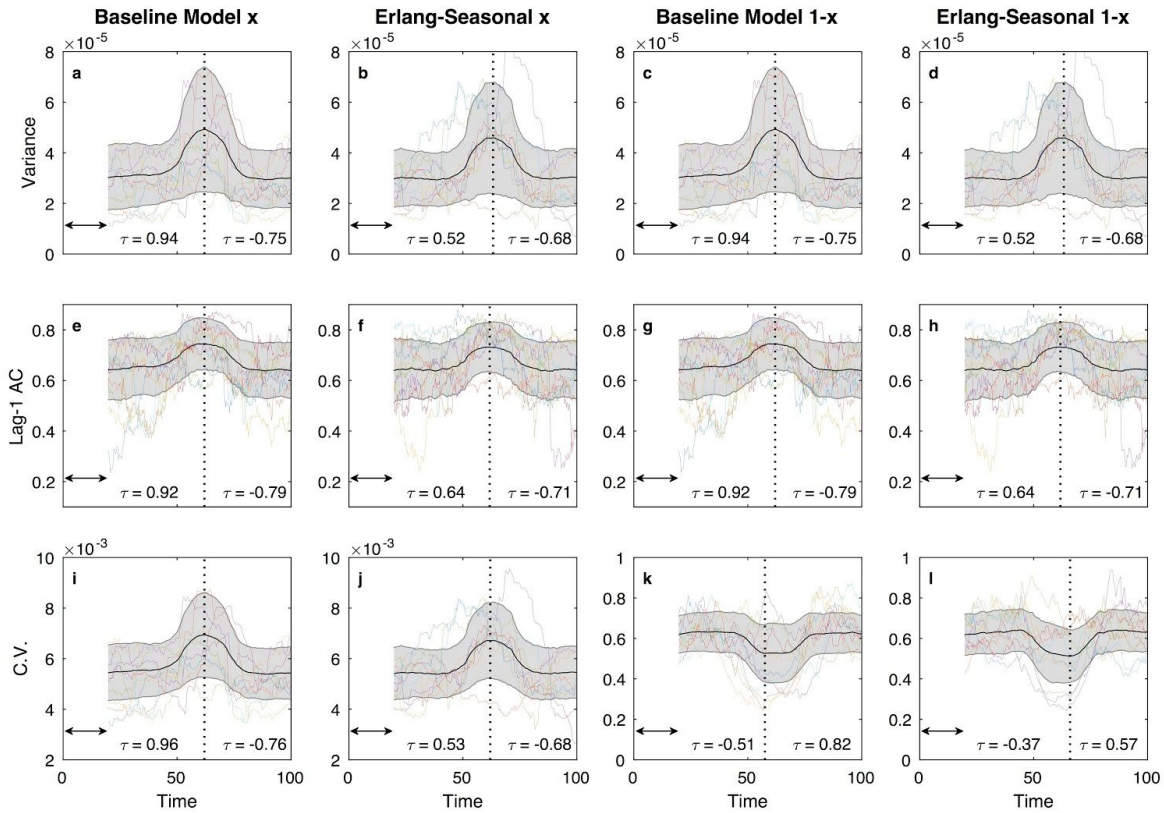 Baseline Model x Erlang-Seasonal x Baseline Model 1-x Erlang-Seasonal 1-x
×10⁻⁵ ×10⁻⁵ ×10⁻⁵ ×10⁻⁵
8 8 8 8
a b c d
6 6 6 6
Variance
4 4 4 4
2 2 2 2
τ = 0.94 τ = -0.75 τ = 0.52 τ = -0.68 τ = 0.94 τ = -0.75 τ = 0.52 τ = -0.68
0 0 0 0
e f g h
0.8 0.8 0.8 0.8
0.6 0.6 0.6 0.6
Lag-1 AC
0.4 0.4 0.4 0.4
0.2 0.2 0.2 0.2
τ = 0.92 τ = -0.79 τ = 0.64 τ = -0.71 τ = 0.92 τ = -0.79 τ = 0.64 τ = -0.71
×10⁻³ ×10⁻³
10 10 1 1
i j k l
8 8 0.8 0.8
6 6 0.6 0.6
C.V.
4 4 0.4 0.4
0.2 0.2
τ = 0.96 τ = -0.76 τ = 0.53 τ = -0.68 τ = -0.51 τ = 0.82 τ = -0.37 τ = 0.57
2 2 0 0
0 50 100 0 50 100 0 50 100 0 50 100
Time Time Time Time